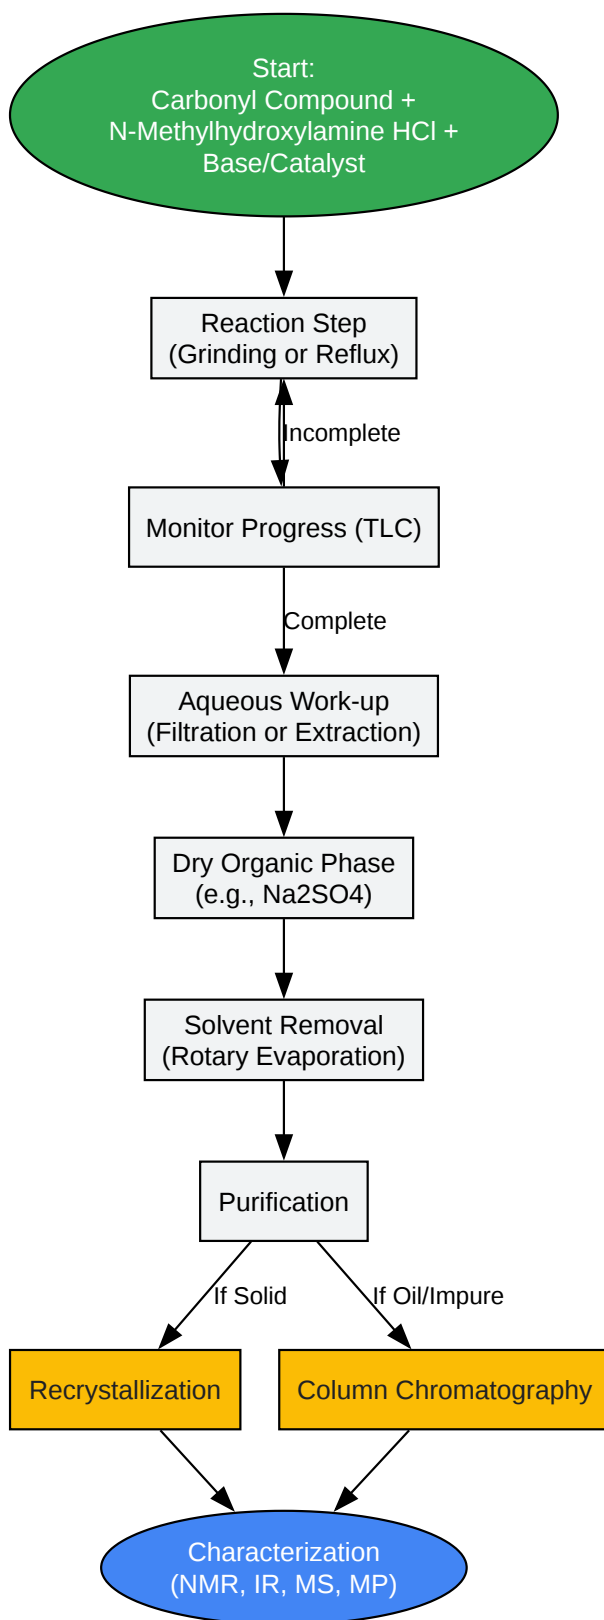 Start:
Carbonyl Compound +
N-Methylhydroxylamine HCl +
Base/Catalyst
Reaction Step
(Grinding or Reflux)
Incomplete
Monitor Progress (TLC)
Complete
Aqueous Work-up
(Filtration or Extraction)
Dry Organic Phase
(e.g., Na2SO4)
Solvent Removal
(Rotary Evaporation)
Purification
If Solid
If Oil/Impure
Recrystallization
Column Chromatography
Characterization
(NMR, IR, MS, MP)